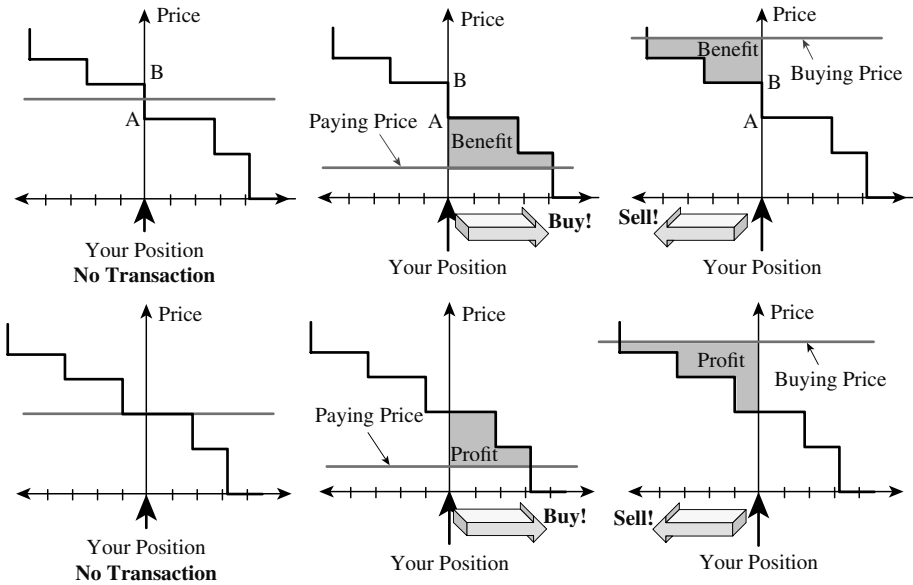 Price
B
A
Your Position
No Transaction
Price
B
A
Paying Price
Benefit
Buy!
Your Position
Price
Benefit
Buying Price
B
A
Sell!
Your Position
Price
Your Position
No Transaction
Price
Paying Price
Profit
Buy!
Your Position
Price
Profit
Buying Price
Sell!
Your Position